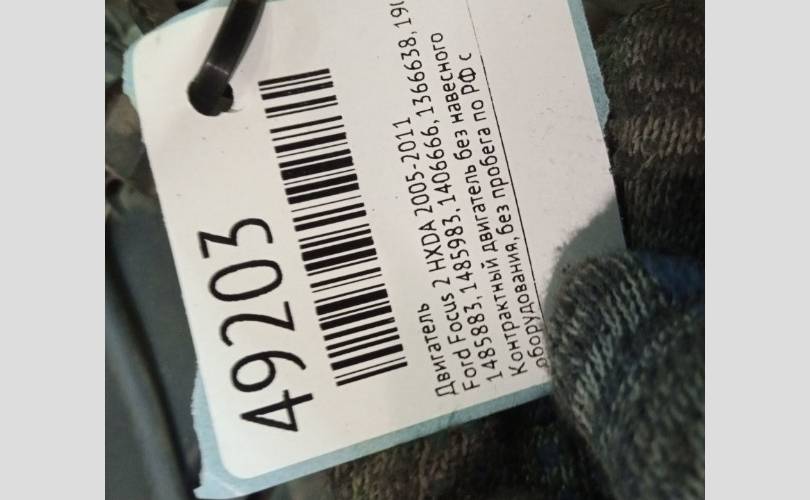 49203
Двигатель
Ford Focus 2 HXDA 2005-2011
1485883, 1485983, 1406666, 1366638, 190
Контрактный двигатель без навесного
оборудования, без пробега по РФ с